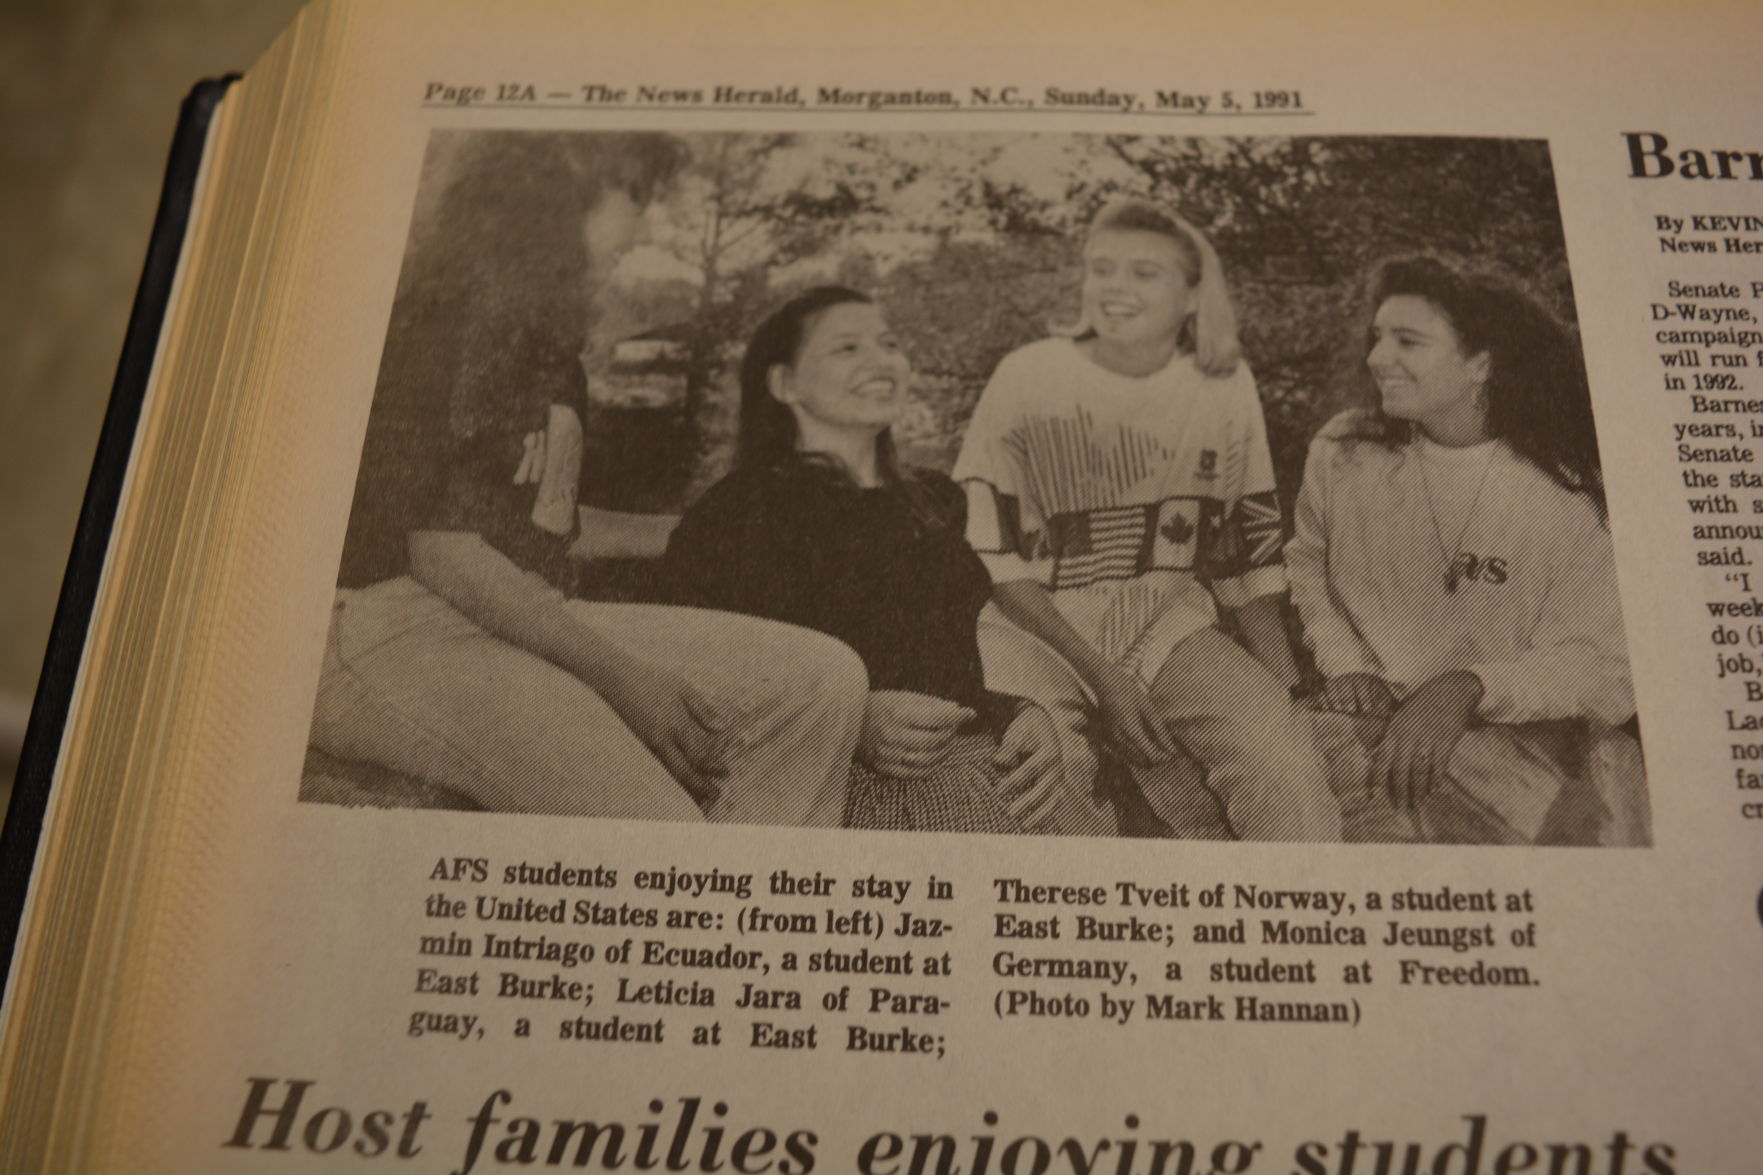 Page 12A — The News Herald, Morganton, N.C., Sunday, May 5, 1991
AFS students enjoying their stay in
the United States are: (from left) Jaz-
min Intriago of Ecuador, a student at
East Burke; Leticia Jara of Para-
guay, a student at East Burke;
Therese Tveit of Norway, a student at
East Burke; and Monica Jeungst of
Germany, a student at Freedom.
(Photo by Mark Hannan)
Host families enjoying students
By KEVIN
News Her
Senate
D-Wayne,
campaign
will run
in 1992.
Barnes
years, in
Senate
the sta
with s
annou
said.
"I
week
do (i
job,